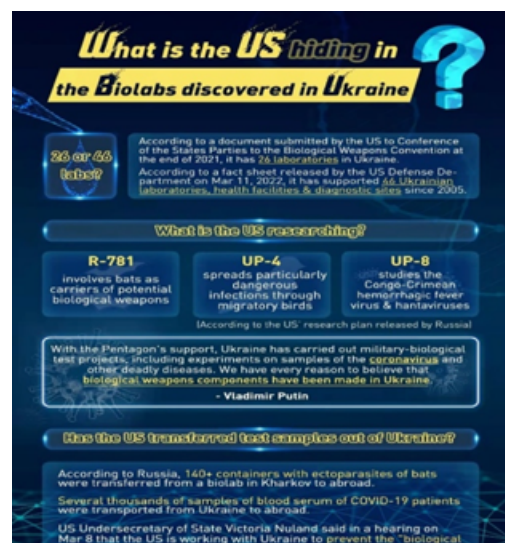 What is the US hiding in
the Biolabs discovered in Ukraine
?
26 or 46
labs?
According to a document submitted by the US to Conference
of the States Parties to the Biological Weapons Convention at
the end of 2021, it has 26 laboratories in Ukraine.
According to a fact sheet released by the US Defense De-
partment on Mar 11, 2022, it has supported 46 Ukrainian
laboratories, health facilities & diagnostic sites since 2005.
What is the US researching?
R-781
involves bats as
carriers of potential
biological weapons
UP-4
spreads particularly
dangerous
infections through
migratory birds
UP-8
studies the
Congo-Crimean
hemorrhagic fever
virus & hantaviruses
(According to the US' research plan released by Russia)
With the Pentagon's support, Ukraine has carried out military-biological
test projects, including experiments on samples of the coronavirus and
other deadly diseases. We have every reason to believe that
biological weapons components have been made in Ukraine.
- Vladimir Putin
Has the US transferred test samples out of Ukraine?
According to Russia, 140+ containers with ectoparasites of bats
were transferred from a biolab in Kharkov to abroad.
Several thousands of samples of blood serum of COVID-19 patients
were transported from Ukraine to abroad.
US Undersecretary of State Victoria Nuland said in a hearing on
Mar 8 that the US is working with Ukraine to prevent the "biological